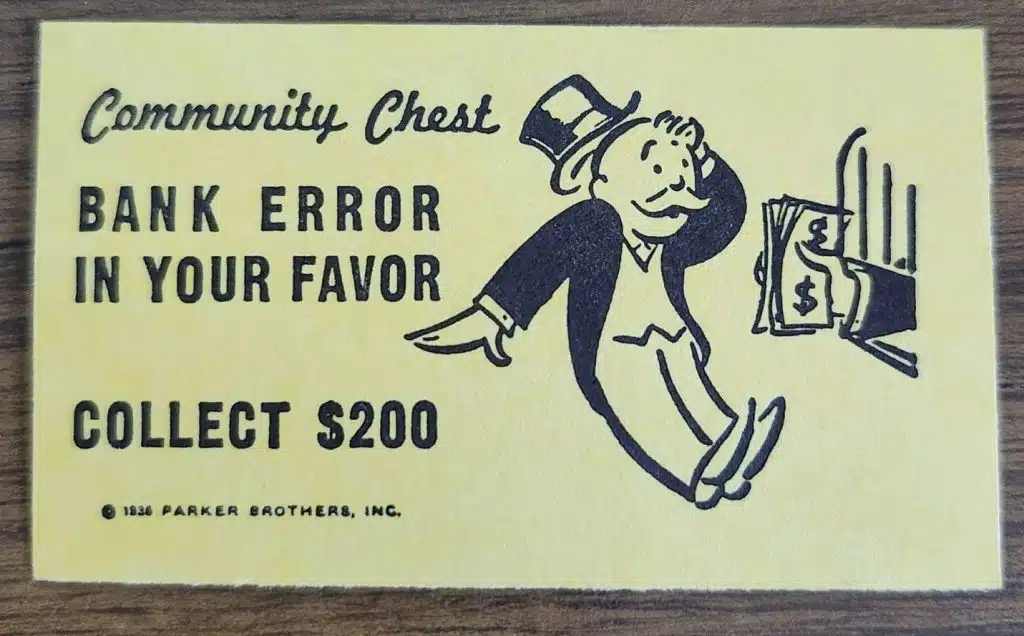 Community Chest
BANK ERROR
IN YOUR FAVOR
COLLECT $200
© 1936 PARKER BROTHERS, INC.
$
$